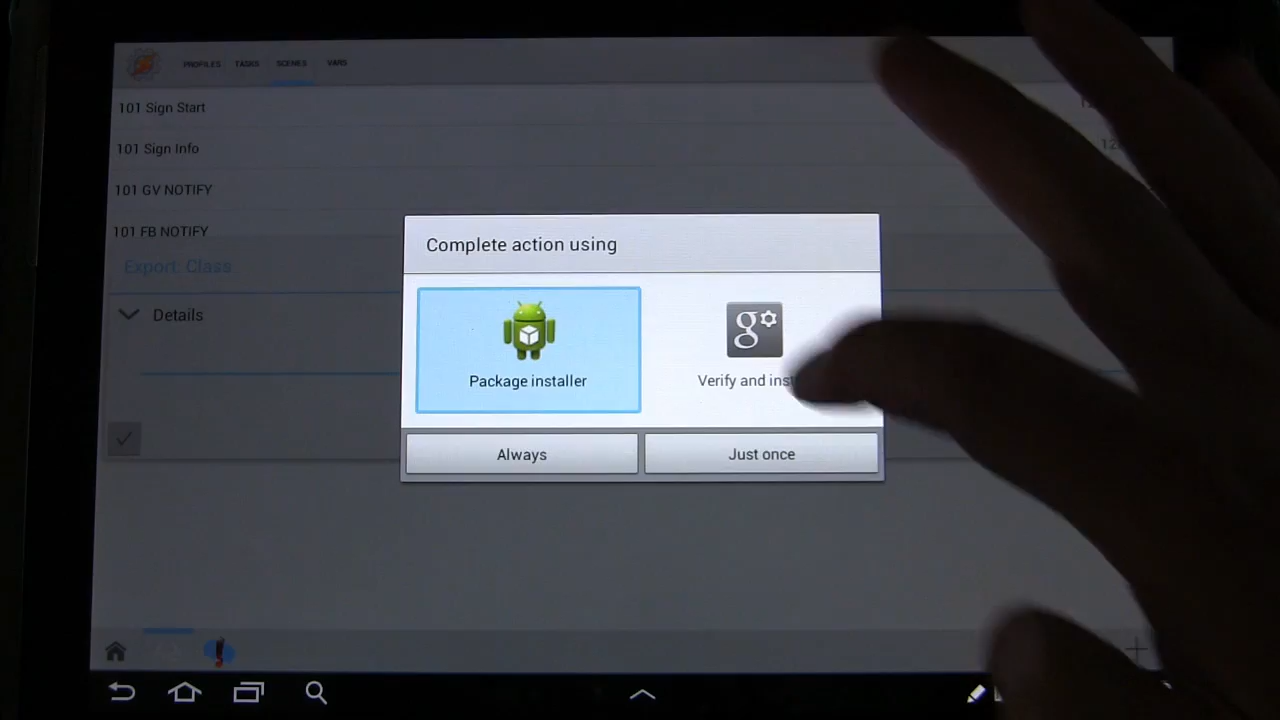 PROFILES TASKS SCENES VARS
101 Sign Start
101 Sign Info
101 GV NOTIFY
101 FB NOTIFY
Export: Class
Details
Complete action using
Package installer
Verify and
Always
Just once